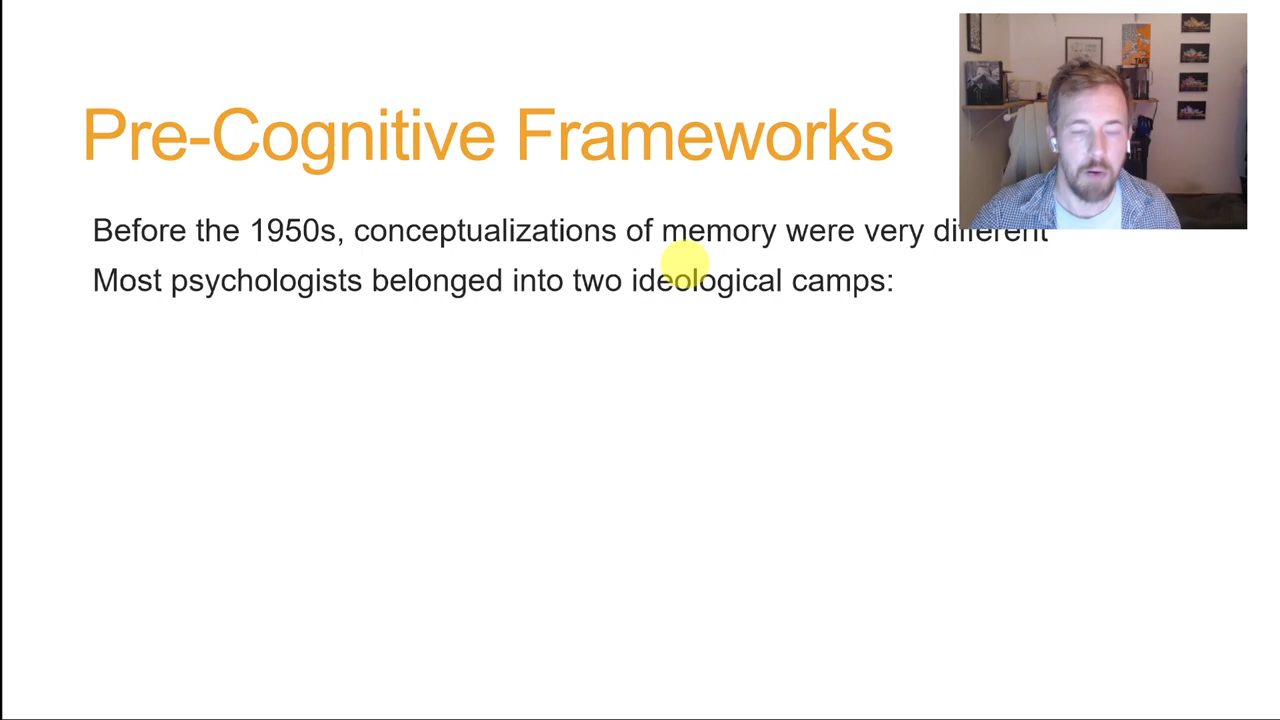 Pre-Cognitive Frameworks
Before the 1950s, conceptualizations of memory were very different
Most psychologists belonged into two ideological camps:
TAPE